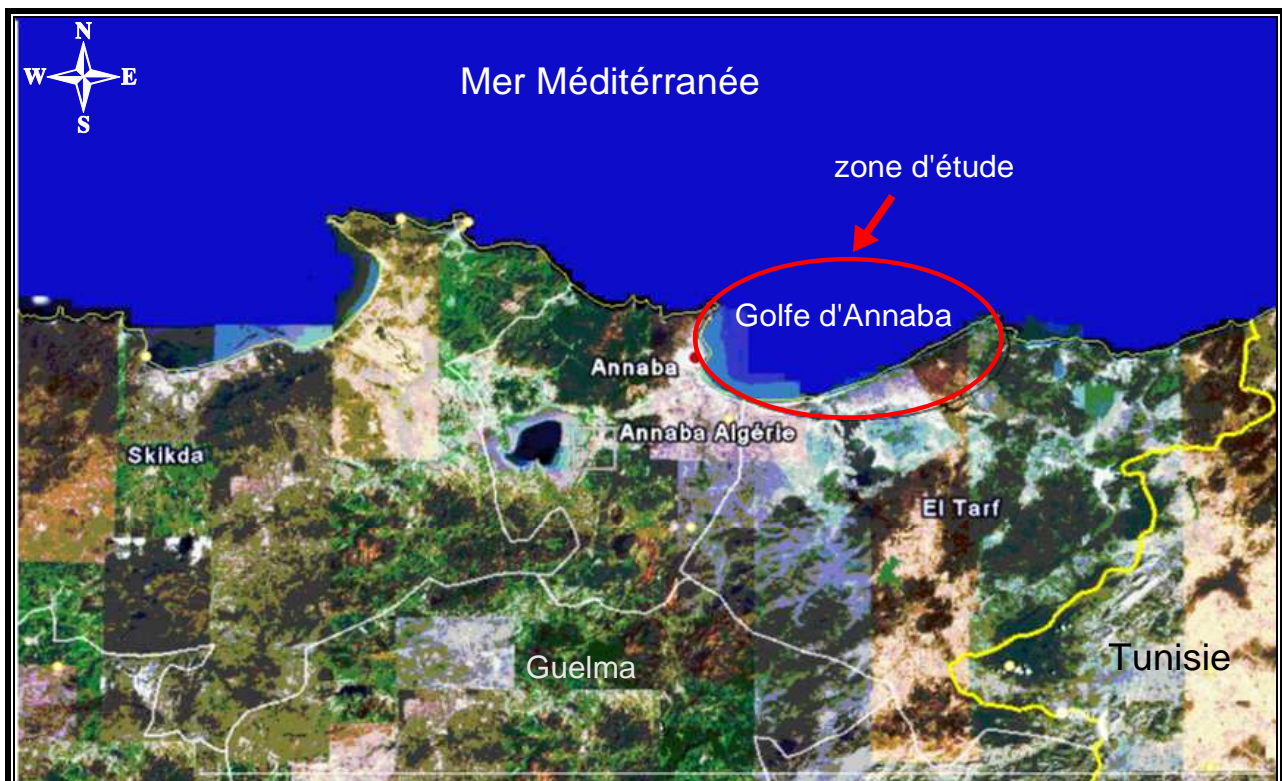 N
W E
S
Mer Méditérranée
zone d'étude
Golfe d'Annaba
Annaba
Annaba Algérie
Skikda
El Tarf
Guelma
Tunisie